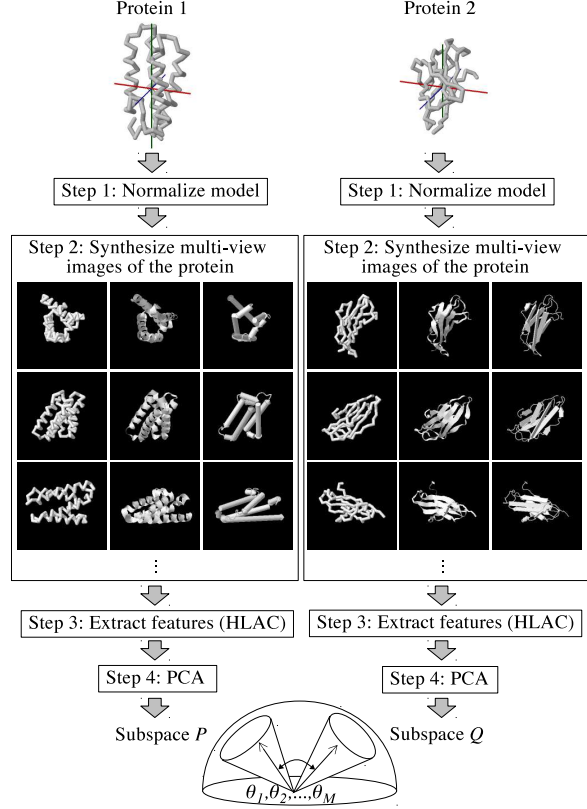 Protein 1
Protein 2
Step 1: Normalize model
Step 1: Normalize model
Step 2: Synthesize multi-view
images of the protein
Step 2: Synthesize multi-view
images of the protein
⋮
⋮
Step 3: Extract features (HLAC)
Step 3: Extract features (HLAC)
Step 4: PCA
Step 4: PCA
Subspace P
Subspace Q
θ1,θ2,...,θM